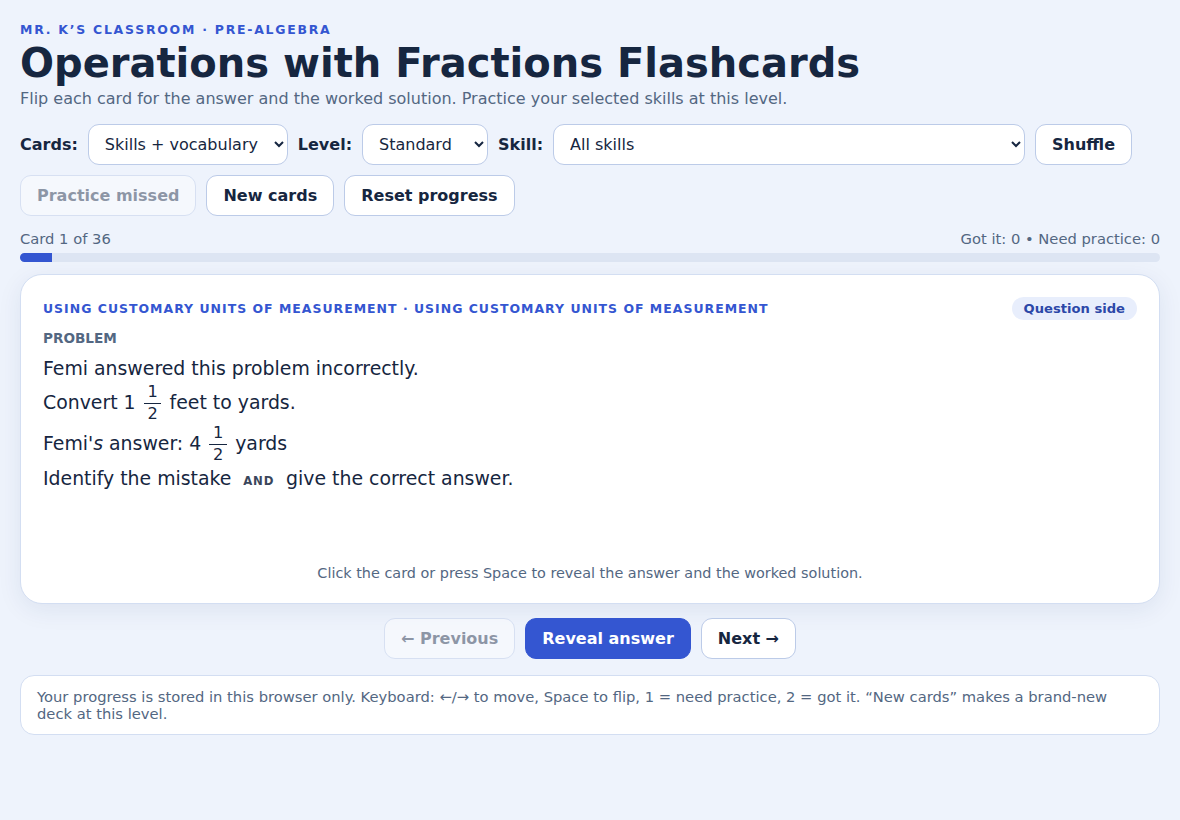 MR. K’S CLASSROOM · PRE-ALGEBRA
Operations with Fractions Flashcards
Flip each card for the answer and the worked solution. Practice your selected skills at this level.
Cards: Skills + vocabulary Level: Standard Skill: All skills Shuffle
Practice missed New cards Reset progress
Card 1 of 36 Got it: 0 • Need practice: 0
USING CUSTOMARY UNITS OF MEASUREMENT · USING CUSTOMARY UNITS OF MEASUREMENT Question side
PROBLEM
Femi answered this problem incorrectly.
Convert 1 1/2 feet to yards.
Femi's answer: 4 1/2 yards
Identify the mistake AND give the correct answer.
Click the card or press Space to reveal the answer and the worked solution.
← Previous Reveal answer Next →
Your progress is stored in this browser only. Keyboard: ←/→ to move, Space to flip, 1 = need practice, 2 = got it. “New cards” makes a brand-new
deck at this level.